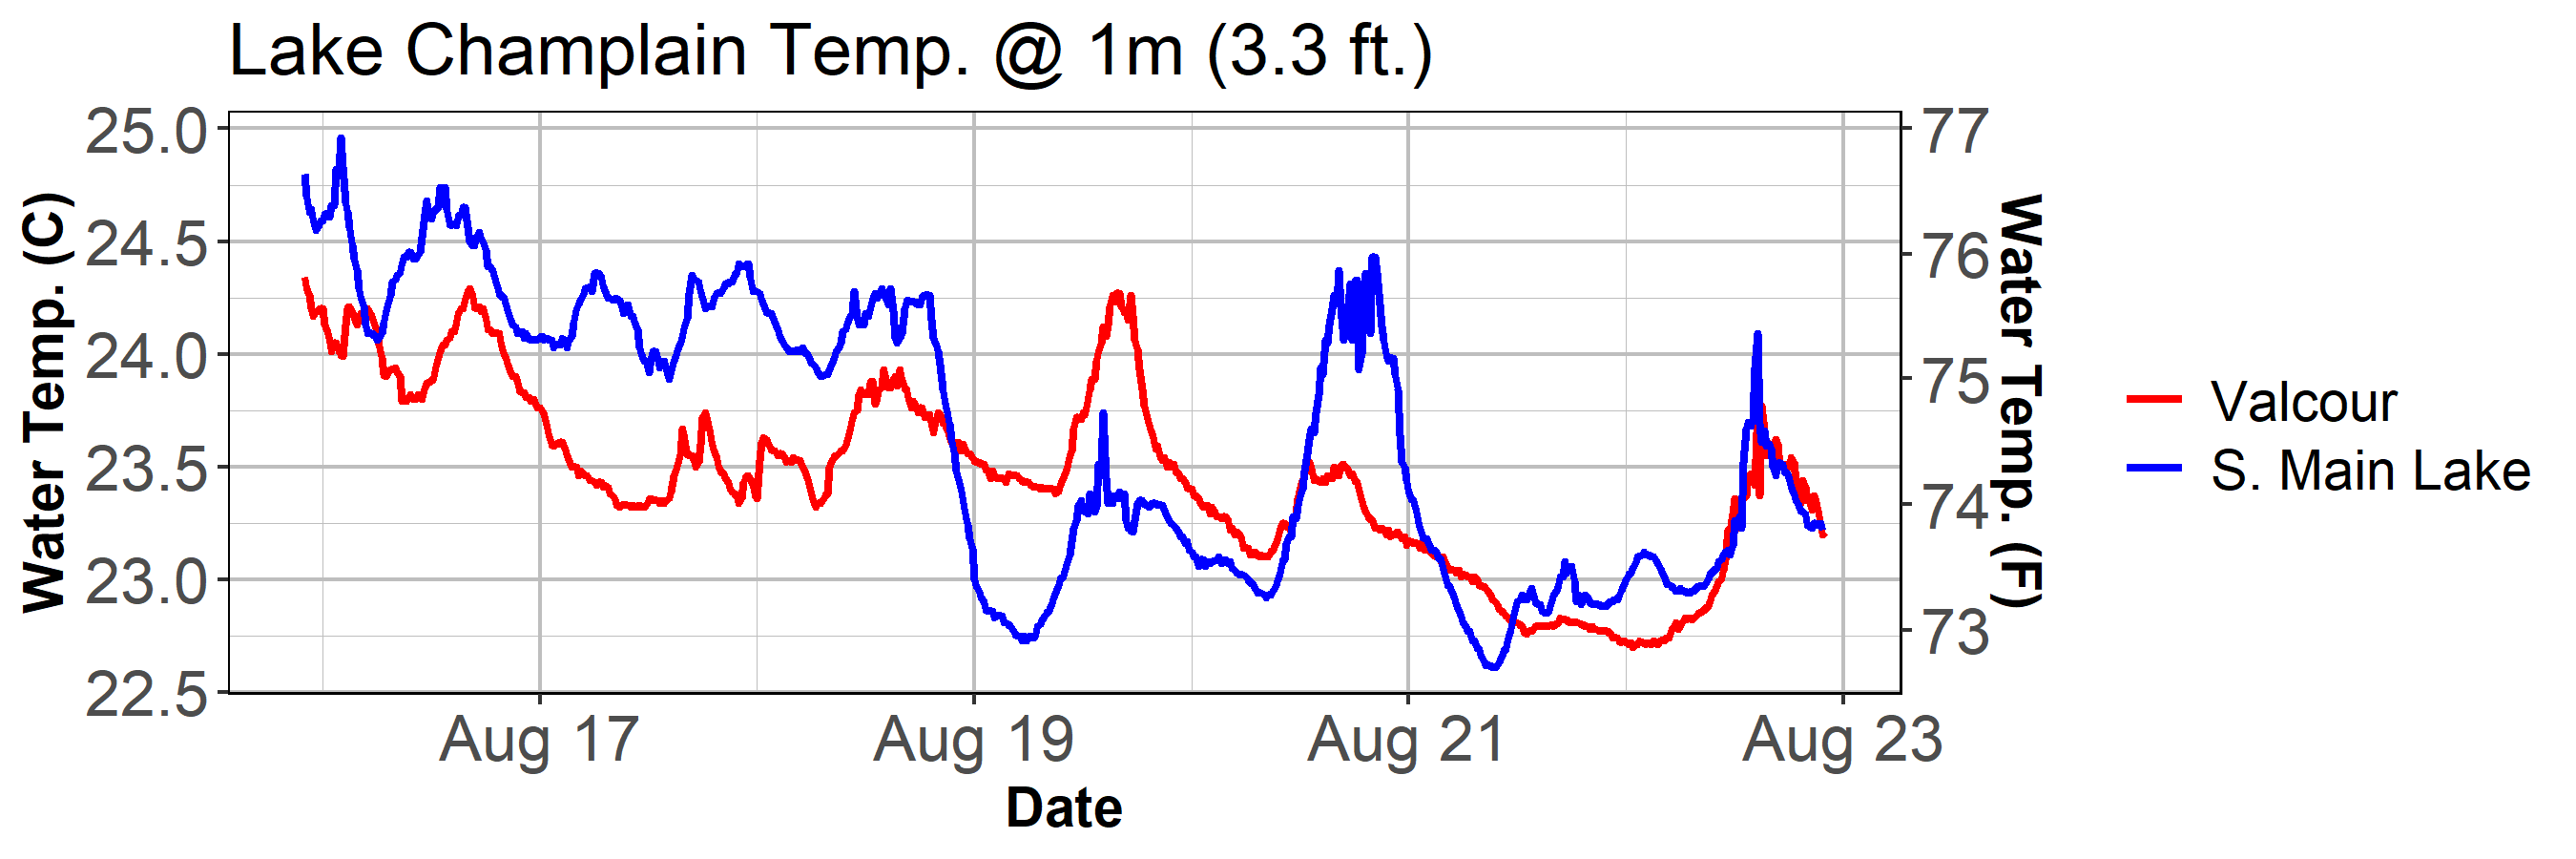 Lake Champlain Temp. @ 1m (3.3 ft.)
Water Temp. (C)
25.0
24.5
24.0
23.5
23.0
22.5
77
76
75
74
73
Water Temp. (F)
Aug 17
Aug 19
Aug 21
Aug 23
Date
Valcour
S. Main Lake